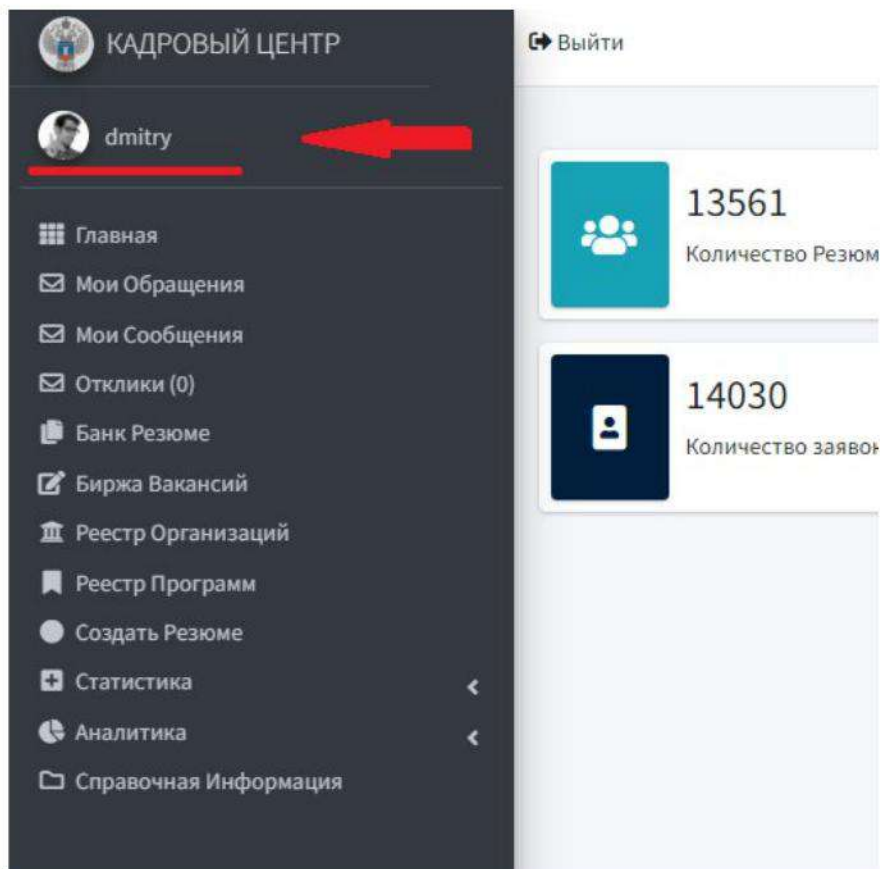 КАДРОВЫЙ ЦЕНТР
Выйти
dmitry
Главная
Мои Обращения
Мои Сообщения
Отклики (0)
Банк Резюме
Биржа Вакансий
Реестр Организаций
Реестр Программ
Создать Резюме
Статистика
Аналитика
Справочная Информация
13561
Количество Резюм
14030
Количество заявок